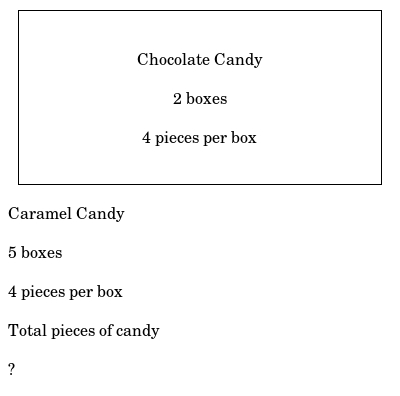 Chocolate Candy
2 boxes
4 pieces per box
Caramel Candy
5 boxes
4 pieces per box
Total pieces of candy
?